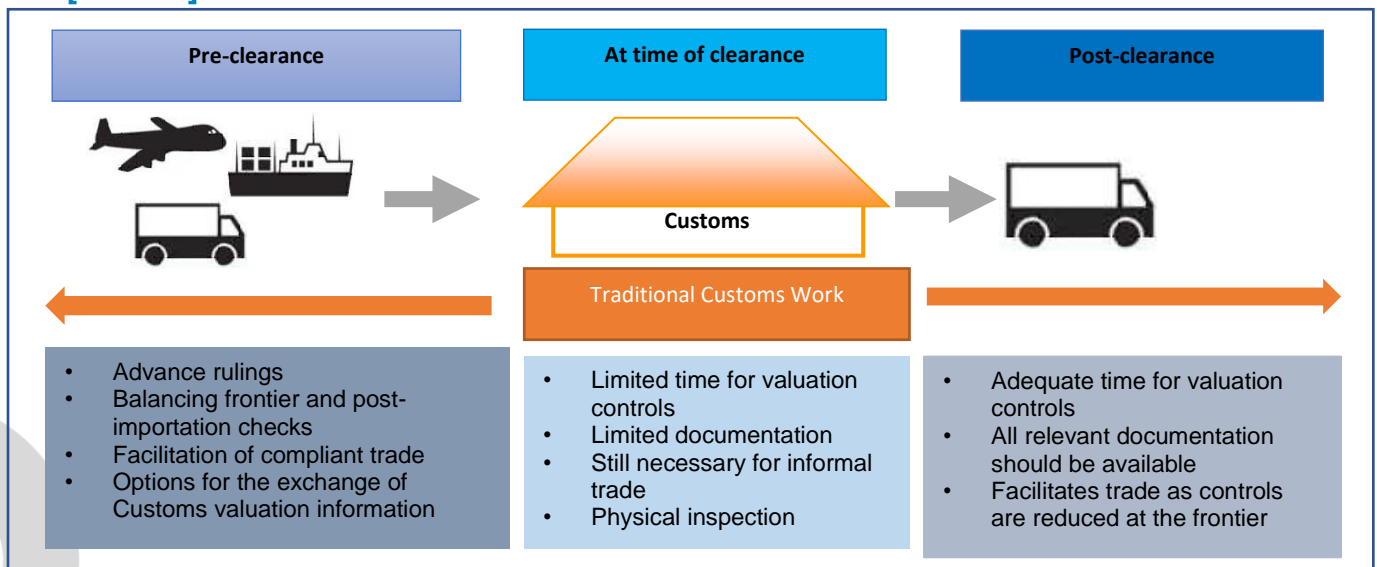 Pre-clearance
At time of clearance
Post-clearance
Customs
Traditional Customs Work
• Advance rulings
• Balancing frontier and post-
importation checks
• Facilitation of compliant trade
• Options for the exchange of
Customs valuation information
• Limited time for valuation
controls
• Limited documentation
• Still necessary for informal
trade
• Physical inspection
• Adequate time for valuation
controls
• All relevant documentation
should be available
• Facilitates trade as controls
are reduced at the frontier